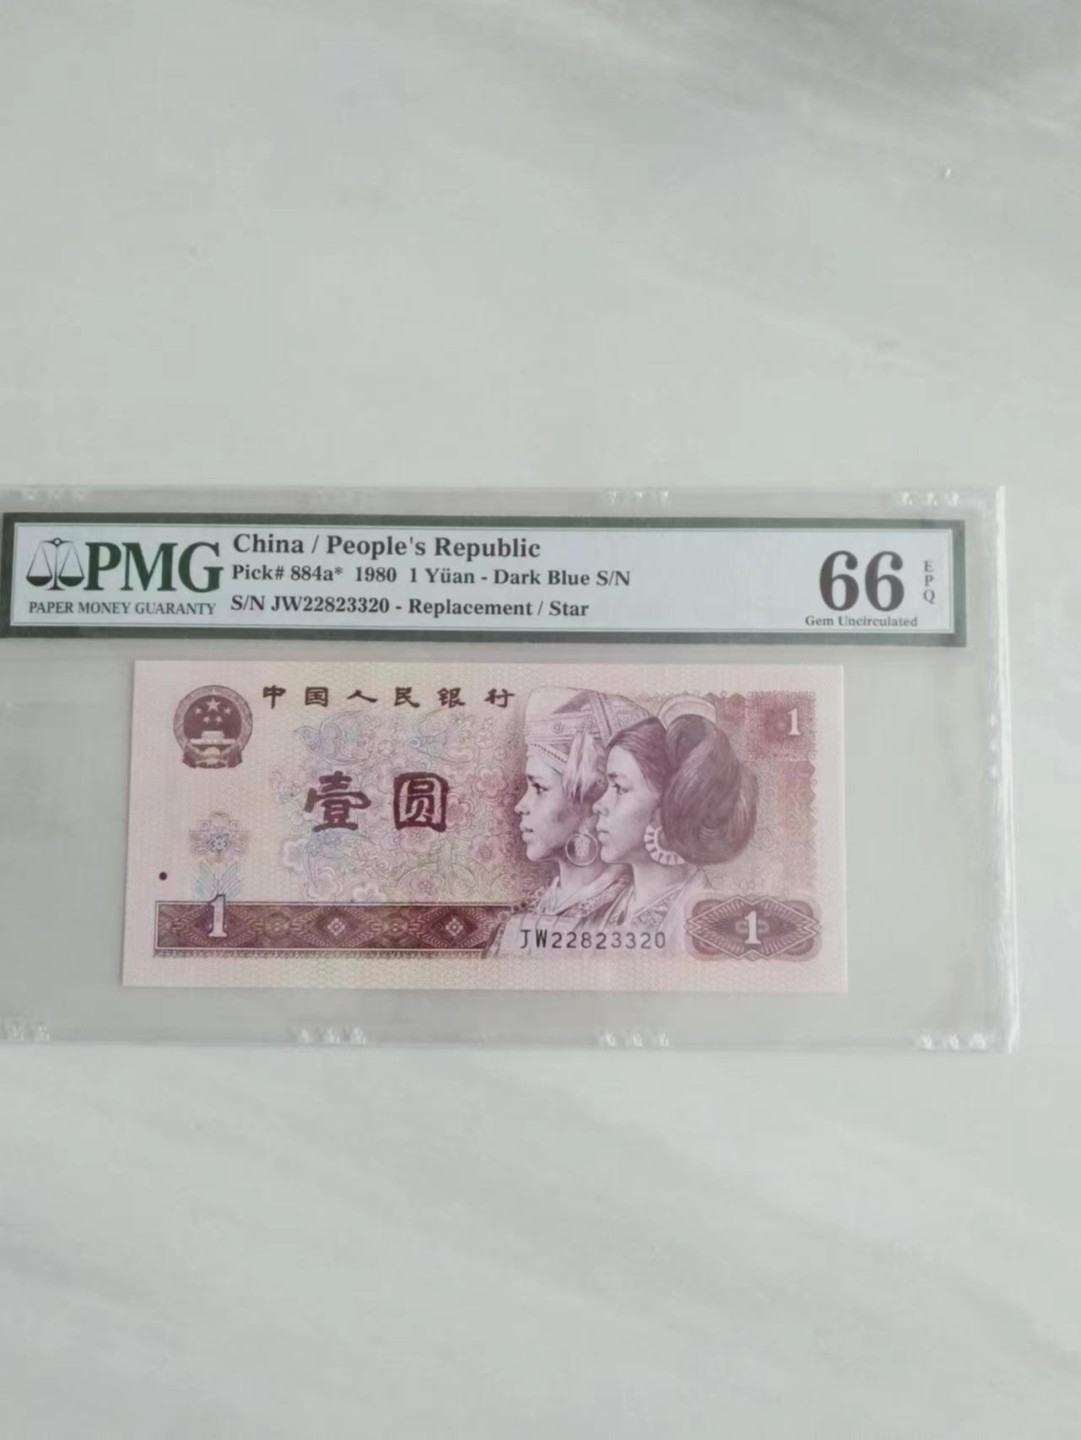 PMG
PAPER MONEY GUARANTY
China / People's Republic
Pick# 884a* 1980 1 Yüan - Dark Blue S/N
S/N JW22823320 - Replacement / Star
66
EPQ
Gem Uncirculated
中国人民银行
1
壹圆
1
JW22823320
1